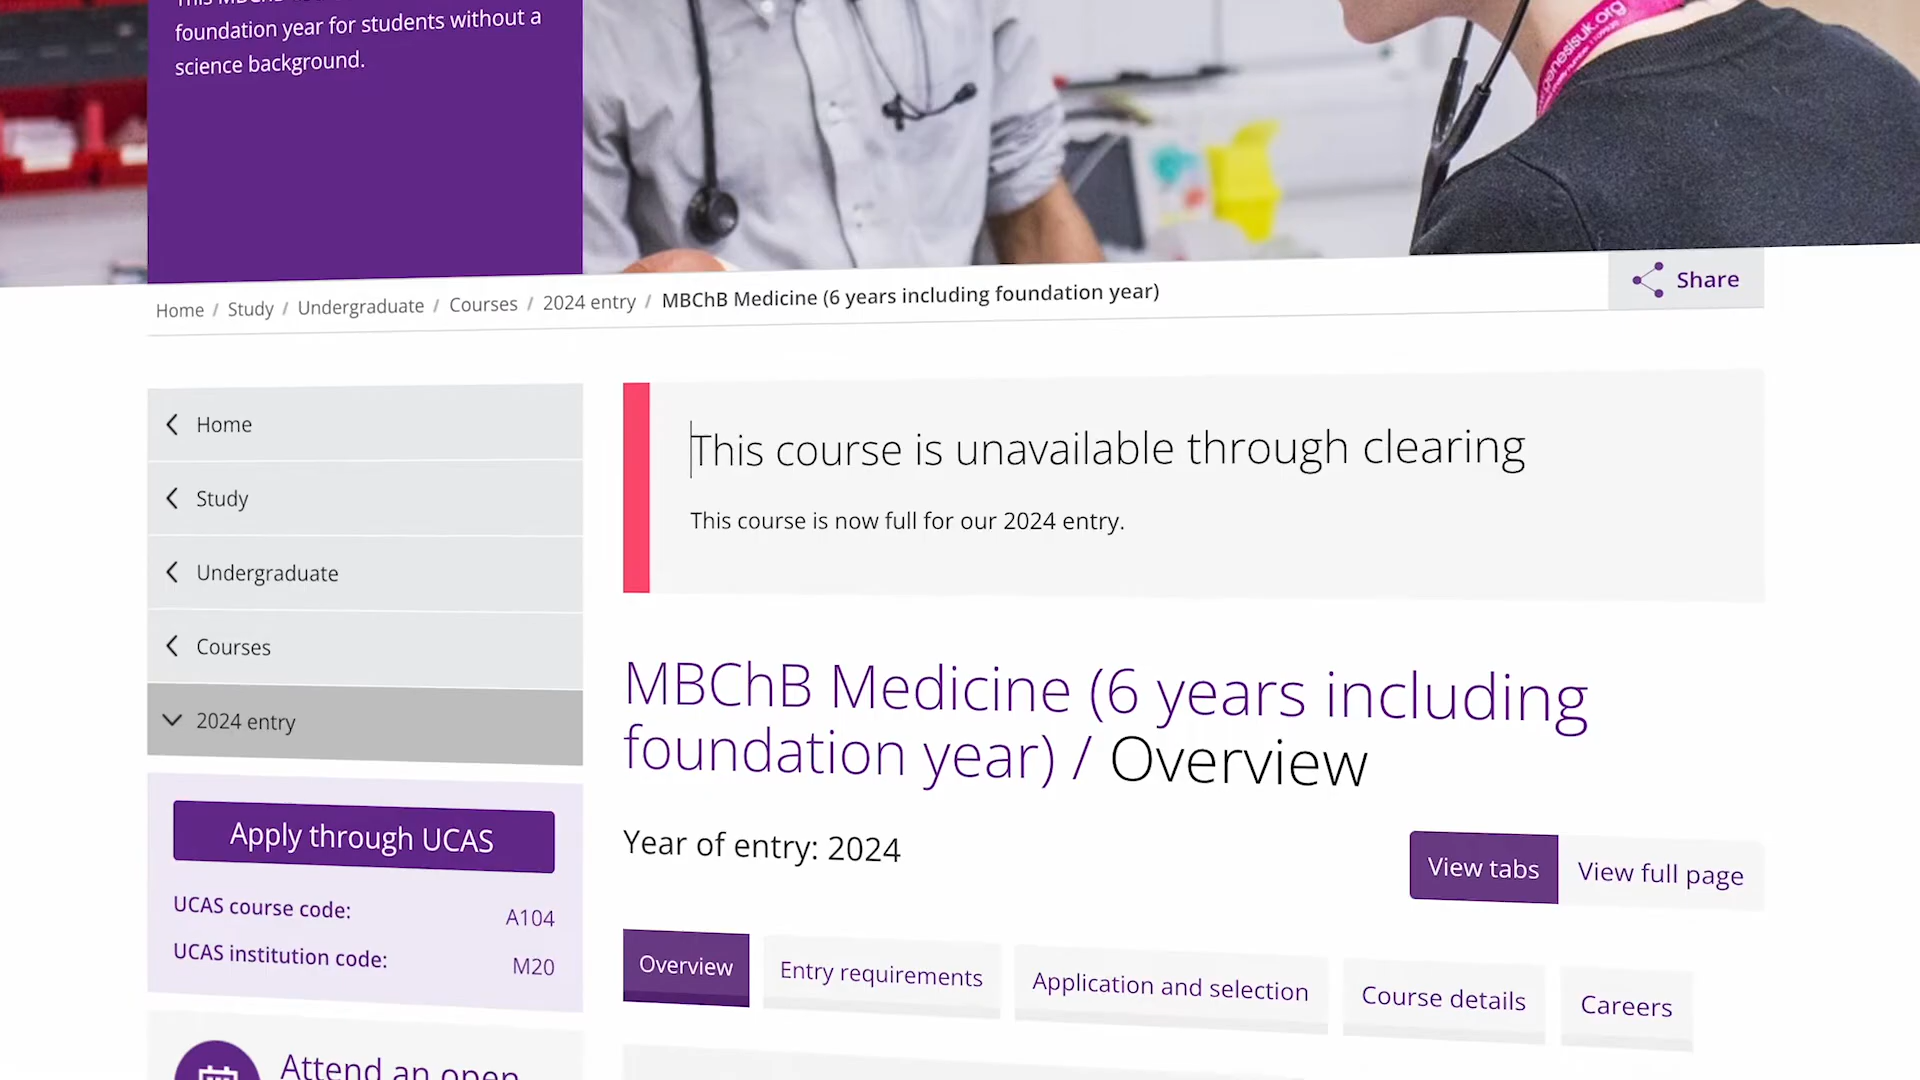 foundation year for students without a
science background.
genesisuk.org
Home / Study / Undergraduate / Courses / 2024 entry / MBChB Medicine (6 years including foundation year)
Share
Home
Study
Undergraduate
Courses
2024 entry
Apply through UCAS
UCAS course code: A104
UCAS institution code: M20
Attend an open
This course is unavailable through clearing
This course is now full for our 2024 entry.
MBChB Medicine (6 years including
foundation year) / Overview
Year of entry: 2024
View tabs View full page
Overview Entry requirements Application and selection Course details Careers